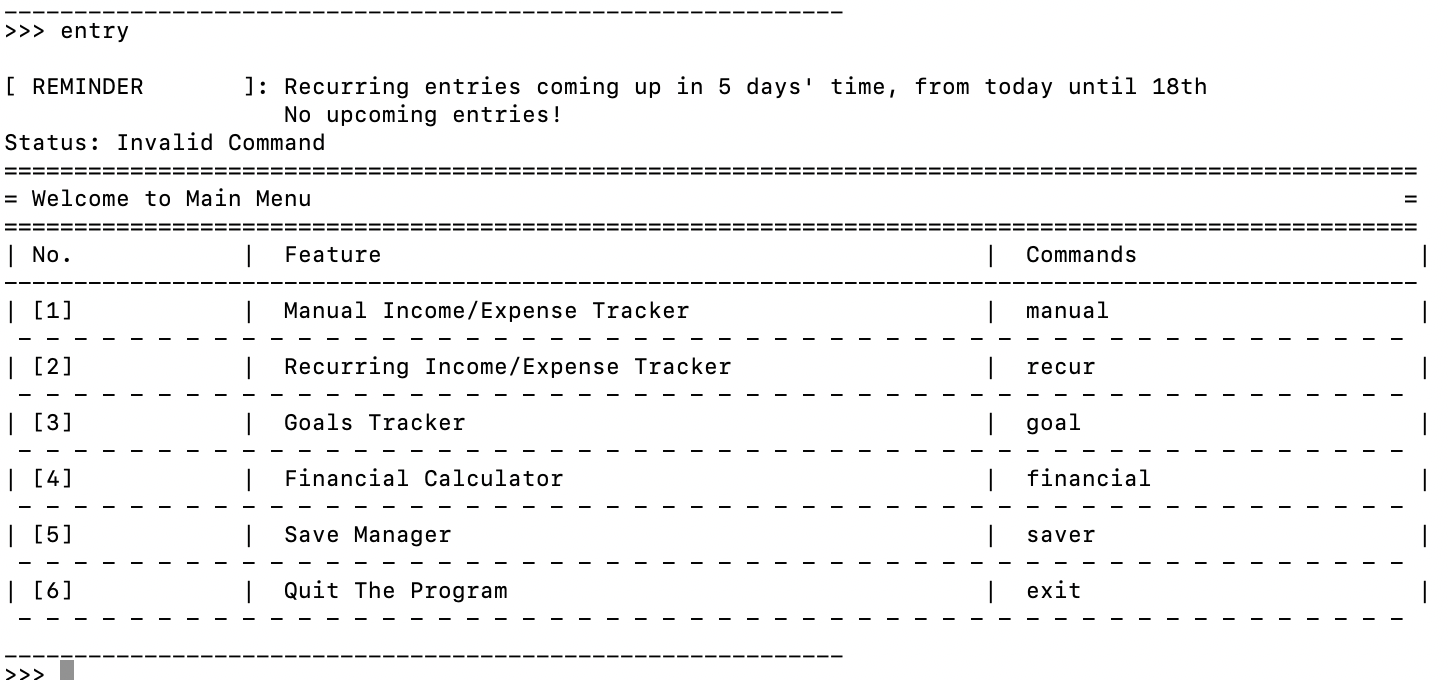 >>> entry
[ REMINDER ]: Recurring entries coming up in 5 days' time, from today until 18th
No upcoming entries!
Status: Invalid Command
= Welcome to Main Menu =
| No. | Feature | Commands |
| [1] | Manual Income/Expense Tracker | manual |
| [2] | Recurring Income/Expense Tracker | recur |
| [3] | Goals Tracker | goal |
| [4] | Financial Calculator | financial |
| [5] | Save Manager | saver |
| [6] | Quit The Program | exit |
>>>